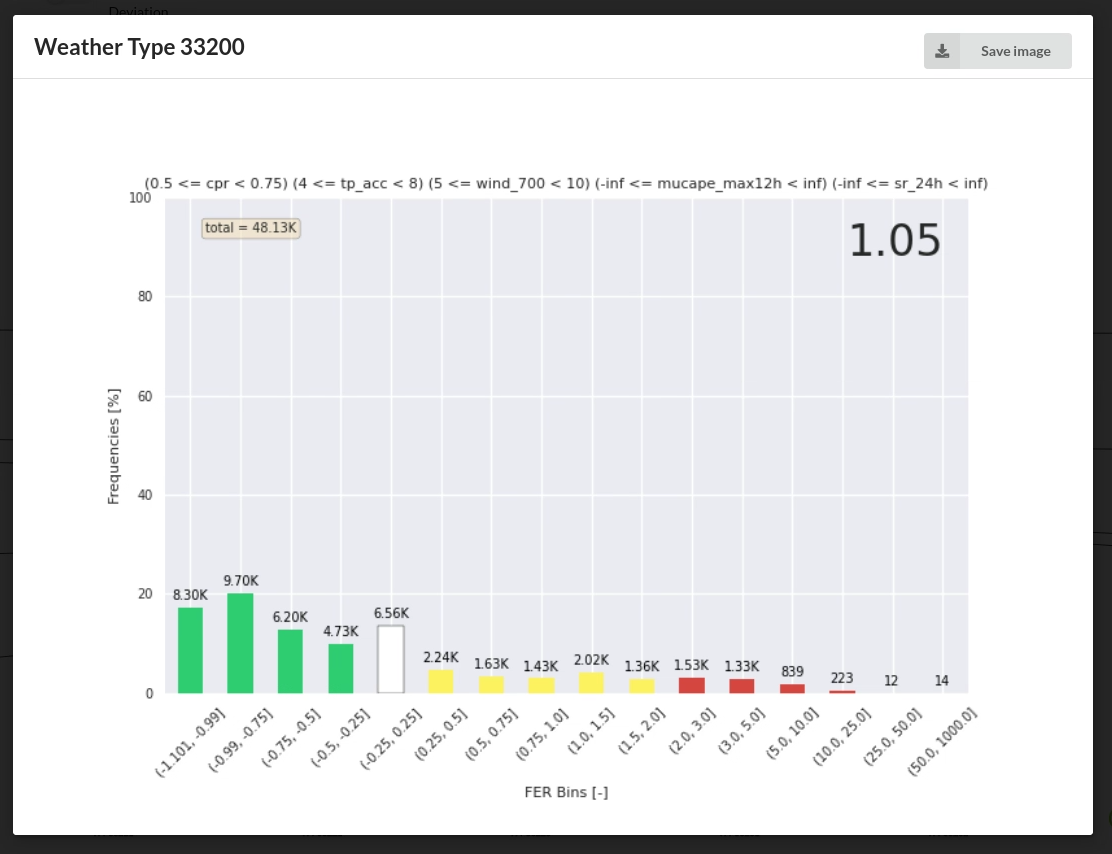 Deviation
Weather Type 33200
Save image
(0.5 <= cpr < 0.75) (4 <= tp_acc < 8) (5 <= wind_700 < 10) (-inf <= mucape_max12h < inf) (-inf <= sr_24h < inf)
100
total = 48.13K
1.05
80
60
Frequencies [%]
40
20
0
8.30K
9.70K
6.20K
4.73K
6.56K
2.24K
1.63K
1.43K
2.02K
1.36K
1.53K
1.33K
839
223
12
14
(-1.101, -0.99]
(-0.99, -0.75]
(-0.75, -0.5]
(-0.5, -0.25]
(-0.25, 0.25]
(0.25, 0.5]
(0.5, 0.75]
(0.75, 1.0]
(1.0, 1.5]
(1.5, 2.0]
(2.0, 3.0]
(3.0, 5.0]
(5.0, 10.0]
(10.0, 25.0]
(25.0, 50.0]
(50.0, 1000.0]
FER Bins [-]